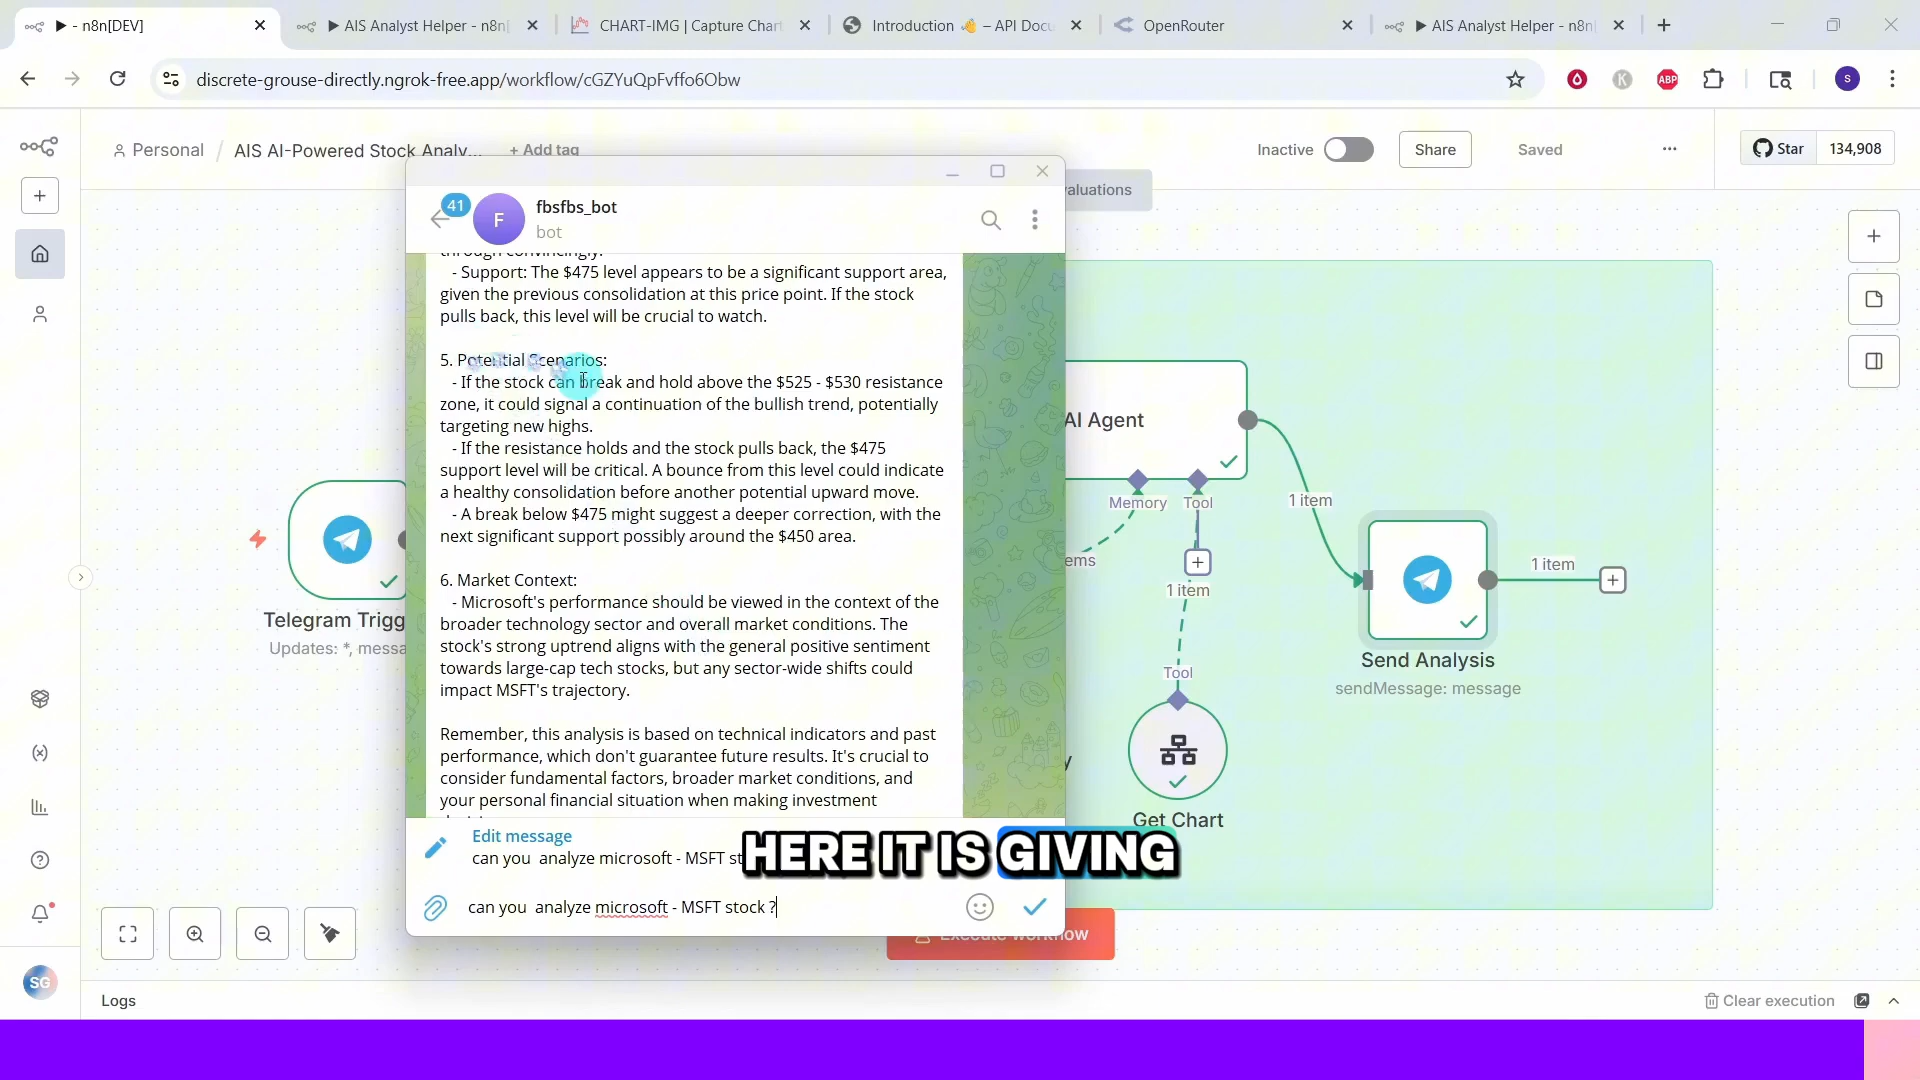 ▶ - n8n[DEV]
▶ AIS Analyst Helper - n8n[
CHART-IMG | Capture Chart
Introduction 👋 – API Docu
OpenRouter
▶ AIS Analyst Helper - n8n[
discrete-grouse-directly.ngrok-free.app/workflow/cGZYuQpFvffo6Obw
ABP
S
Personal / AIS AI-Powered Stock Analy...
+ Add tag
Inactive
Share
Saved
Star
134,908
aluations
41
F
fbsfbs_bot
bot
through convincingly.
- Support: The $475 level appears to be a significant support area,
given the previous consolidation at this price point. If the stock
pulls back, this level will be crucial to watch.
5. Potential Scenarios:
- If the stock can break and hold above the $525 - $530 resistance
zone, it could signal a continuation of the bullish trend, potentially
targeting new highs.
- If the resistance holds and the stock pulls back, the $475
support level will be critical. A bounce from this level could indicate
a healthy consolidation before another potential upward move.
- A break below $475 might suggest a deeper correction, with the
next significant support possibly around the $450 area.
6. Market Context:
- Microsoft's performance should be viewed in the context of the
broader technology sector and overall market conditions. The
stock's strong uptrend aligns with the general positive sentiment
towards large-cap tech stocks, but any sector-wide shifts could
impact MSFT's trajectory.
Remember, this analysis is based on technical indicators and past
performance, which don't guarantee future results. It's crucial to
consider fundamental factors, broader market conditions, and
your personal financial situation when making investment
Edit message
can you  analyze microsoft - MSFT st
can you  analyze microsoft - MSFT stock ?
HERE IT IS GIVING
Telegram Trigg
Updates: *, messa
AI Agent
Memory
Tool
ems
1 item
1 item
Tool
y
Get Chart
1 item
Send Analysis
sendMessage: message
Execute workflow
SG
Logs
Clear execution